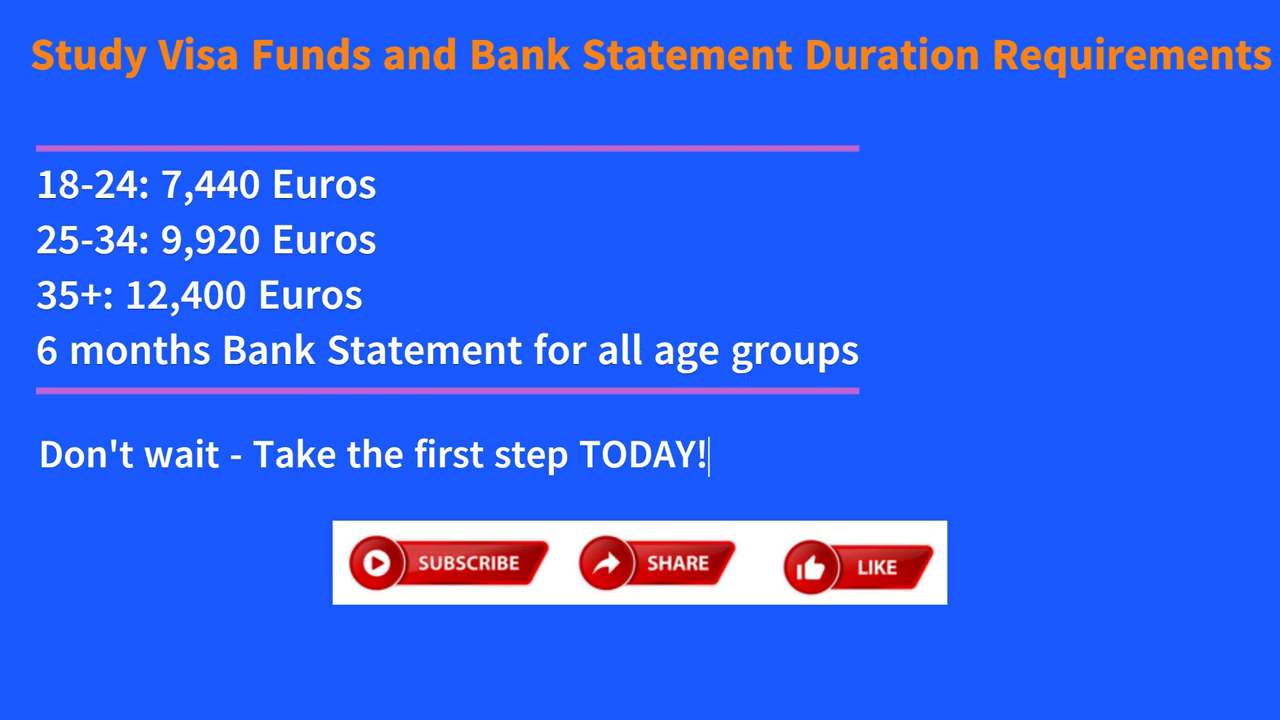 Study Visa Funds and Bank Statement Duration Requirements
18-24: 7,440 Euros
25-34: 9,920 Euros
35+: 12,400 Euros
6 months Bank Statement for all age groups
Don't wait - Take the first step TODAY!
SUBSCRIBE SHARE LIKE